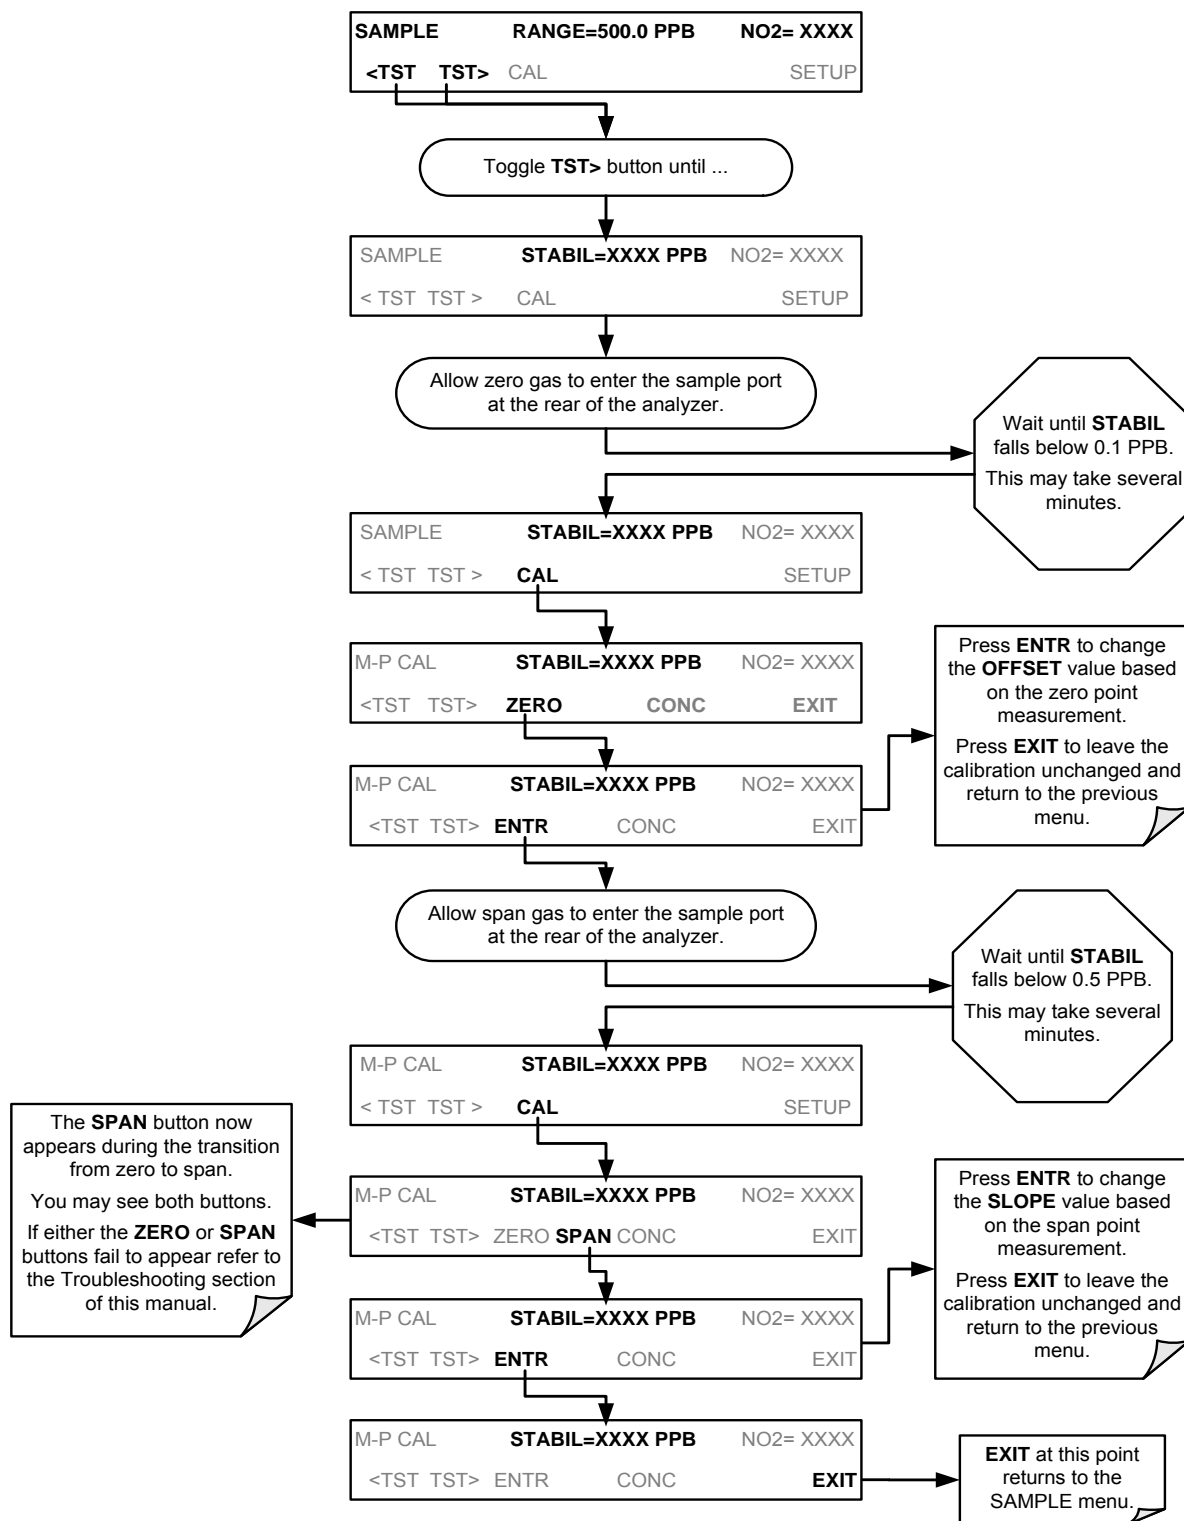 SAMPLE RANGE=500.0 PPB NO2= XXXX
<TST TST> CAL SETUP
Toggle TST> button until ...
SAMPLE STABIL=XXXX PPB NO2= XXXX
< TST TST > CAL SETUP
Allow zero gas to enter the sample port
at the rear of the analyzer.
Wait until STABIL
falls below 0.1 PPB.
This may take several
minutes.
SAMPLE STABIL=XXXX PPB NO2= XXXX
< TST TST > CAL SETUP
M-P CAL STABIL=XXXX PPB NO2= XXXX
<TST TST> ZERO CONC EXIT
Press ENTR to change
the OFFSET value based
on the zero point
measurement.
Press EXIT to leave the
calibration unchanged and
return to the previous
menu.
M-P CAL STABIL=XXXX PPB NO2= XXXX
<TST TST> ENTR CONC EXIT
Allow span gas to enter the sample port
at the rear of the analyzer.
Wait until STABIL
falls below 0.5 PPB.
This may take several
minutes.
M-P CAL STABIL=XXXX PPB NO2= XXXX
< TST TST > CAL SETUP
The SPAN button now
appears during the transition
from zero to span.
You may see both buttons.
If either the ZERO or SPAN
buttons fail to appear refer to
the Troubleshooting section
of this manual.
M-P CAL STABIL=XXXX PPB NO2= XXXX
<TST TST> ZERO SPAN CONC EXIT
Press ENTR to change
the SLOPE value based
on the span point
measurement.
Press EXIT to leave the
calibration unchanged and
return to the previous
menu.
M-P CAL STABIL=XXXX PPB NO2= XXXX
<TST TST> ENTR CONC EXIT
M-P CAL STABIL=XXXX PPB NO2= XXXX
<TST TST> ENTR CONC EXIT
EXIT at this point
returns to the
SAMPLE menu.